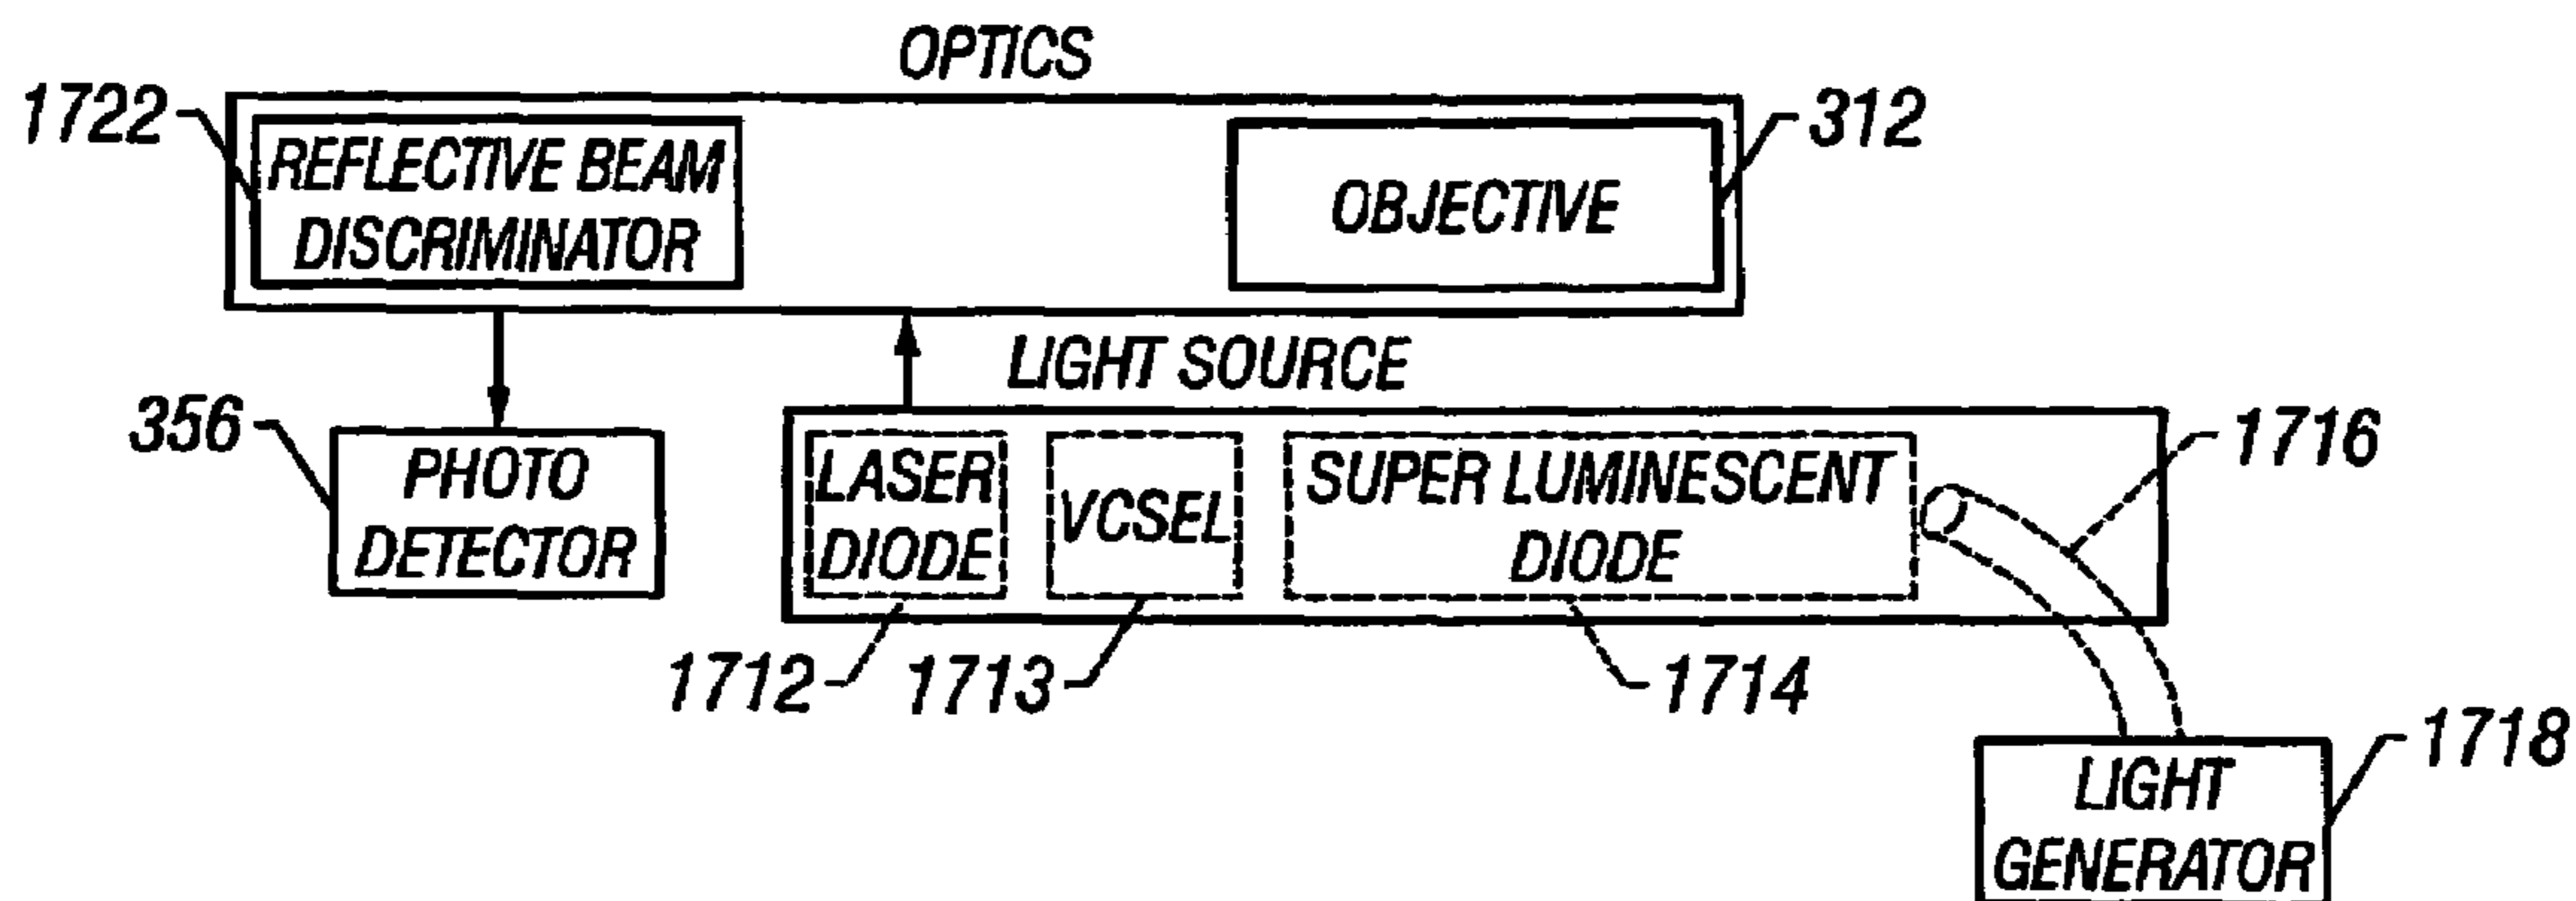 OPTICS
1722
REFLECTIVE BEAM
DISCRIMINATOR
OBJECTIVE
312
LIGHT SOURCE
356
PHOTO
DETECTOR
LASER
DIODE
VCSEL
SUPER LUMINESCENT
DIODE
1716
1712
1713
1714
1718
LIGHT
GENERATOR